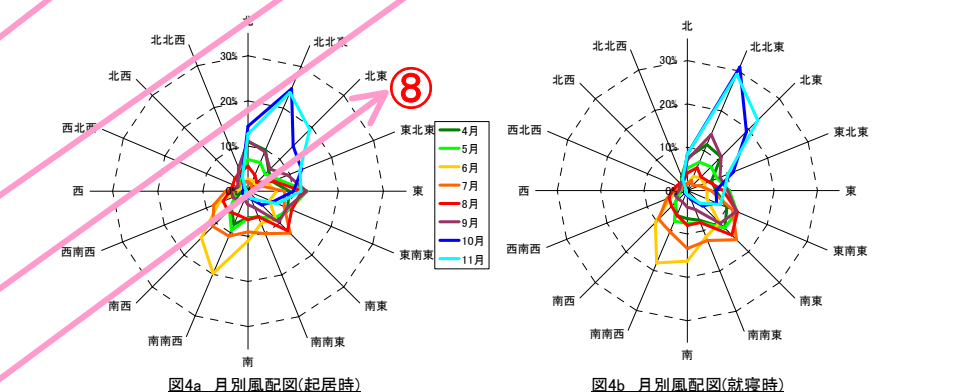 北
北北東
北東
東北東
東
東南東
南東
南南東
南
南南西
南西
西南西
西
西北西
北西
北北西
30%
20%
10%
0%
⑧
4月
5月
6月
7月
8月
9月
10月
11月
図4a 月別風配図(起居時)
北
北北東
北東
東北東
東
東南東
南東
南南東
南
南南西
南西
西南西
西
西北西
北西
北北西
30%
20%
10%
0%
図4b 月別風配図(就寝時)